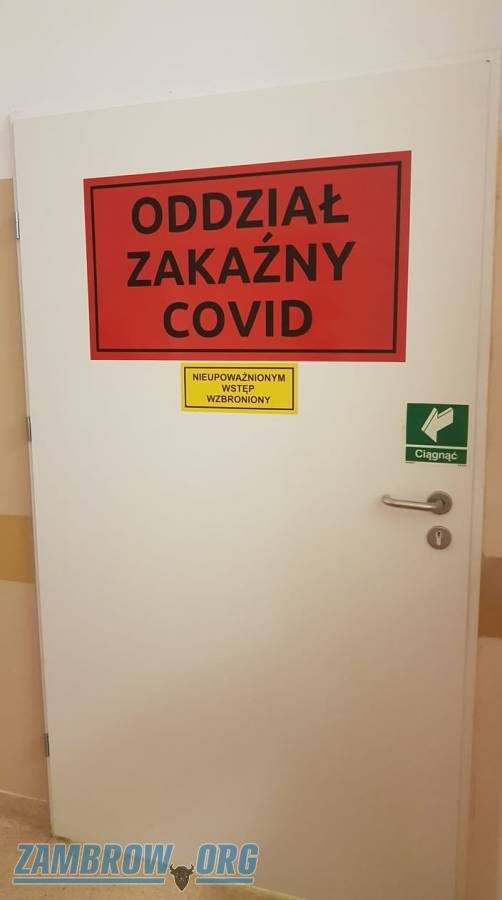 ODDZIAŁ
ZAKAŹNY
COVID
NIEUPOWAŻNIONYM
WSTĘP
WZBRONIONY
Ciągnąć
ZAMBROW.ORG